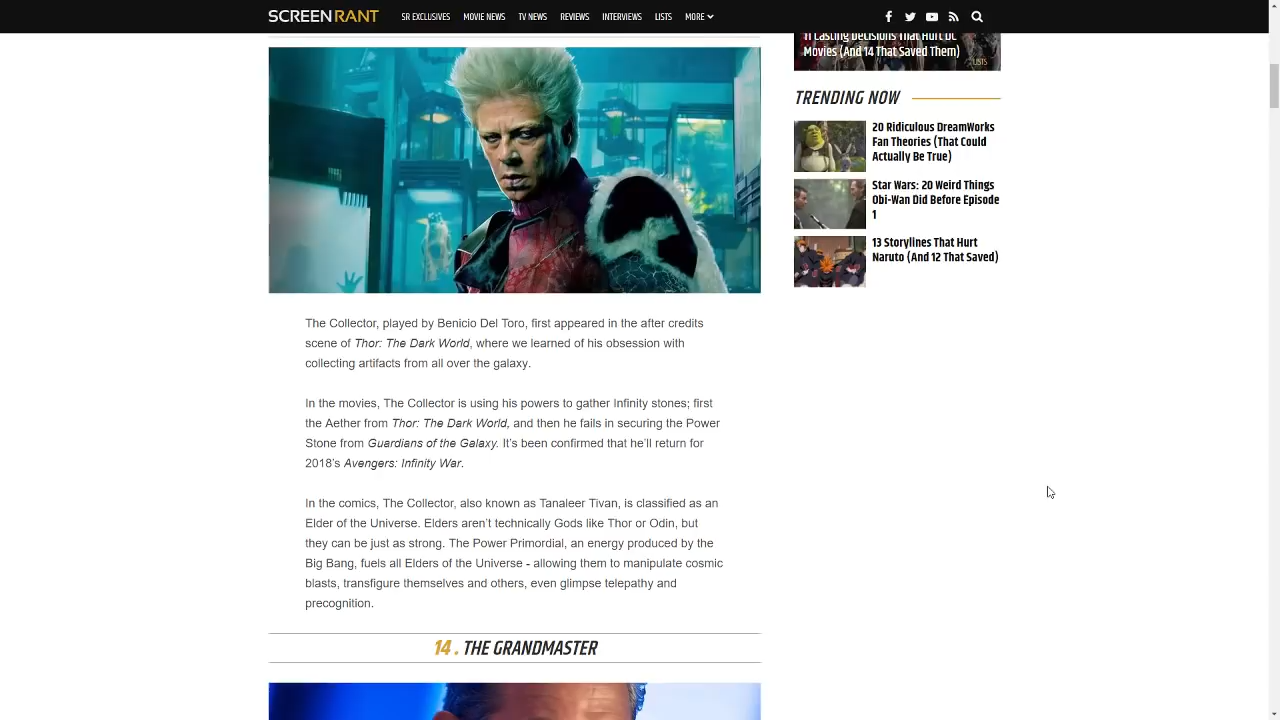 SCREENRANT
SR EXCLUSIVES MOVIE NEWS TV NEWS REVIEWS INTERVIEWS LISTS MORE
11 Casting Decisions That Hurt DC
Movies (And 14 That Saved Them)
LISTS
TRENDING NOW
20 Ridiculous DreamWorks
Fan Theories (That Could
Actually Be True)
Star Wars: 20 Weird Things
Obi-Wan Did Before Episode
1
13 Storylines That Hurt
Naruto (And 12 That Saved)
The Collector, played by Benicio Del Toro, first appeared in the after credits
scene of Thor: The Dark World, where we learned of his obsession with
collecting artifacts from all over the galaxy.
In the movies, The Collector is using his powers to gather Infinity stones; first
the Aether from Thor: The Dark World, and then he fails in securing the Power
Stone from Guardians of the Galaxy. It’s been confirmed that he’ll return for
2018’s Avengers: Infinity War.
In the comics, The Collector, also known as Tanaleer Tivan, is classified as an
Elder of the Universe. Elders aren’t technically Gods like Thor or Odin, but
they can be just as strong. The Power Primordial, an energy produced by the
Big Bang, fuels all Elders of the Universe - allowing them to manipulate cosmic
blasts, transfigure themselves and others, even glimpse telepathy and
precognition.
14 . THE GRANDMASTER